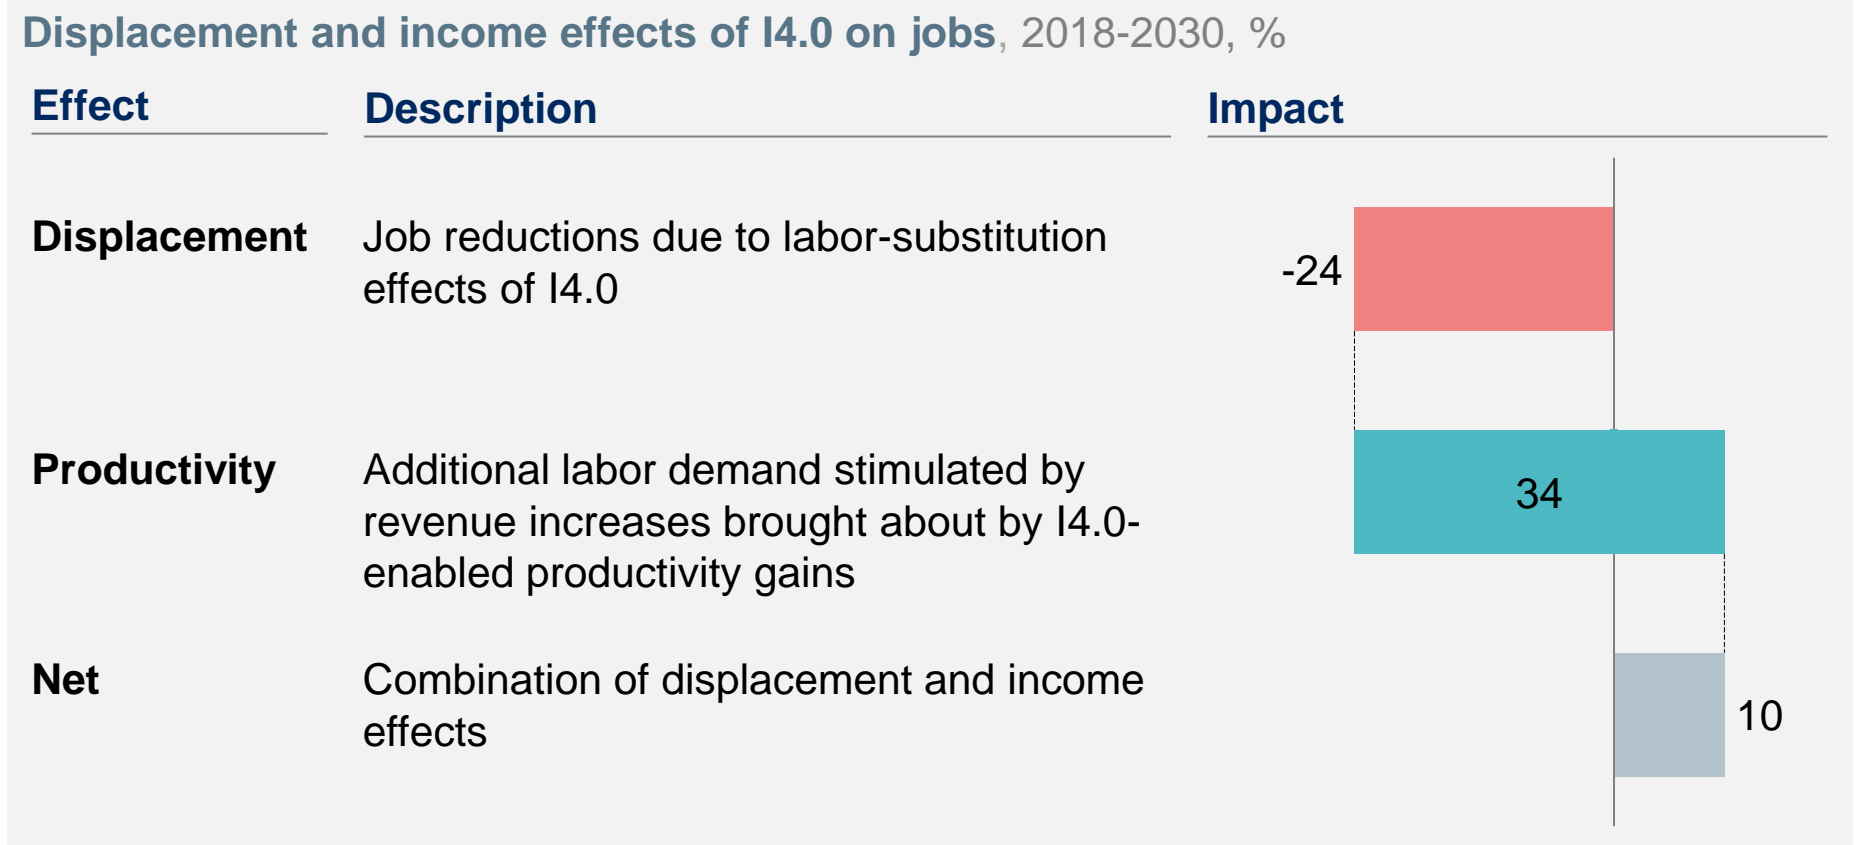 Displacement and income effects of I4.0 on jobs, 2018-2030, %
Effect
Description
Impact
Displacement
Job reductions due to labor-substitution
effects of I4.0
-24
Productivity
Additional labor demand stimulated by
revenue increases brought about by I4.0-
enabled productivity gains
34
Net
Combination of displacement and income
effects
10